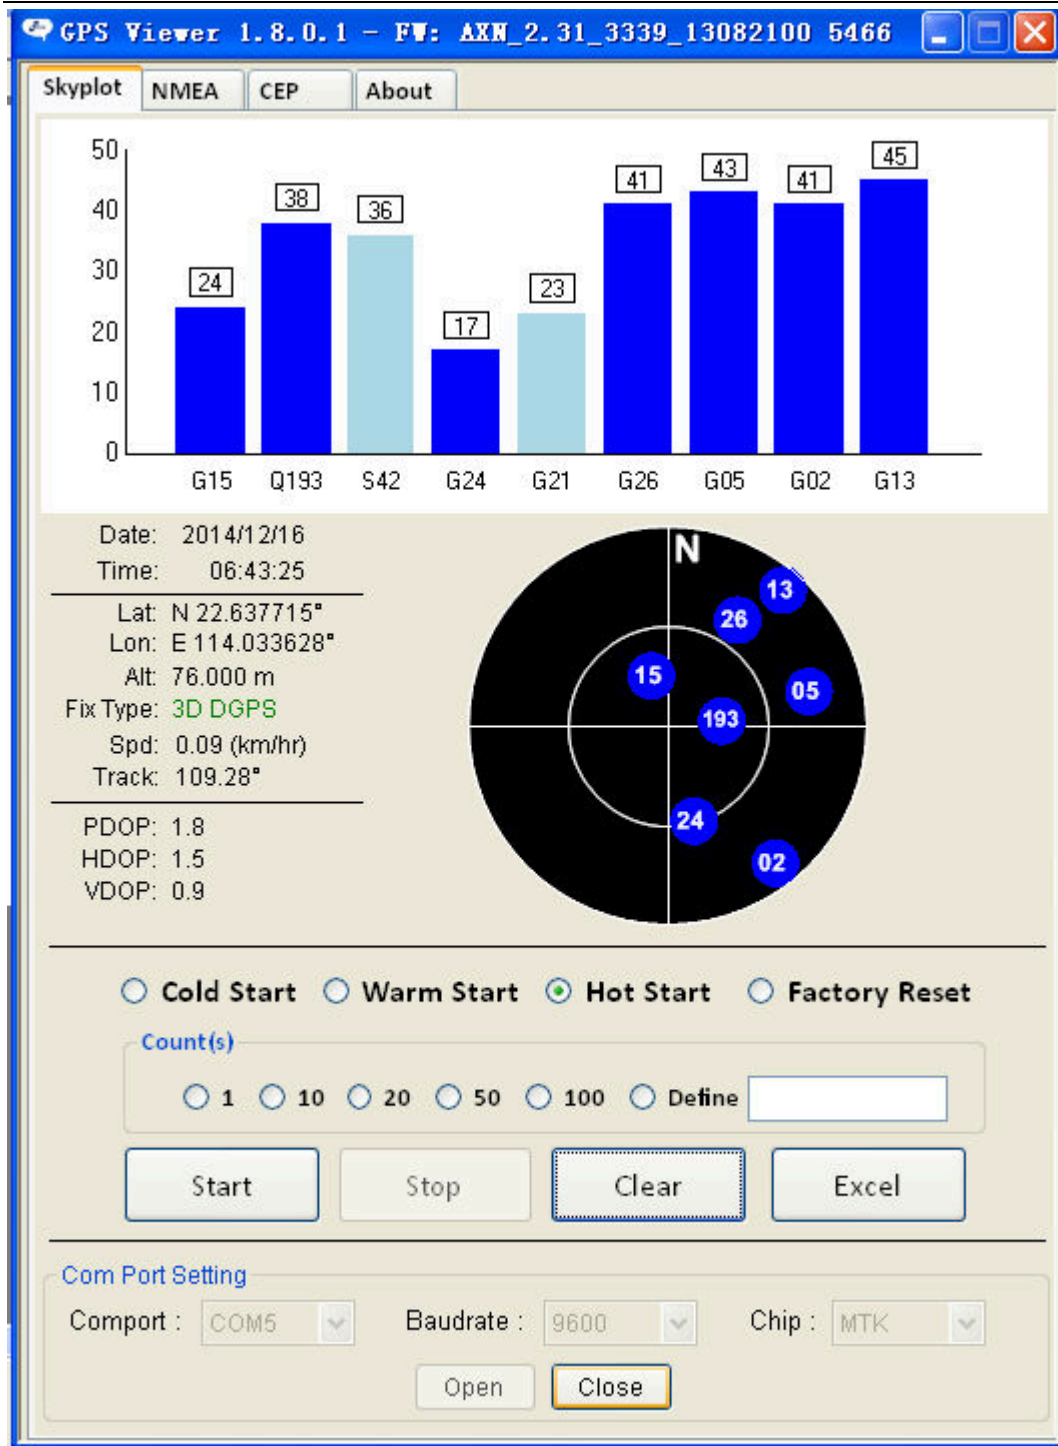 GPS Viewer 1.8.0.1 - FW: AXN_2.31_3339_13082100 5466
Skyplot NMEA CEP About
50
40
30
20
10
0
24 38 36 17 23 41 43 41 45
G15 Q193 S42 G24 G21 G26 G05 G02 G13
Date: 2014/12/16
Time: 06:43:25
Lat: N 22.637715°
Lon: E 114.033628°
Alt: 76.000 m
Fix Type: 3D DGPS
Spd: 0.09 (km/hr)
Track: 109.28°
PDOP: 1.8
HDOP: 1.5
VDOP: 0.9
N
13
26
15
05
193
24
02
Cold Start Warm Start Hot Start Factory Reset
Count(s)
1 10 20 50 100 Define
Start Stop Clear Excel
Com Port Setting
Comport : COM5 Baudrate : 9600 Chip : MTK
Open Close